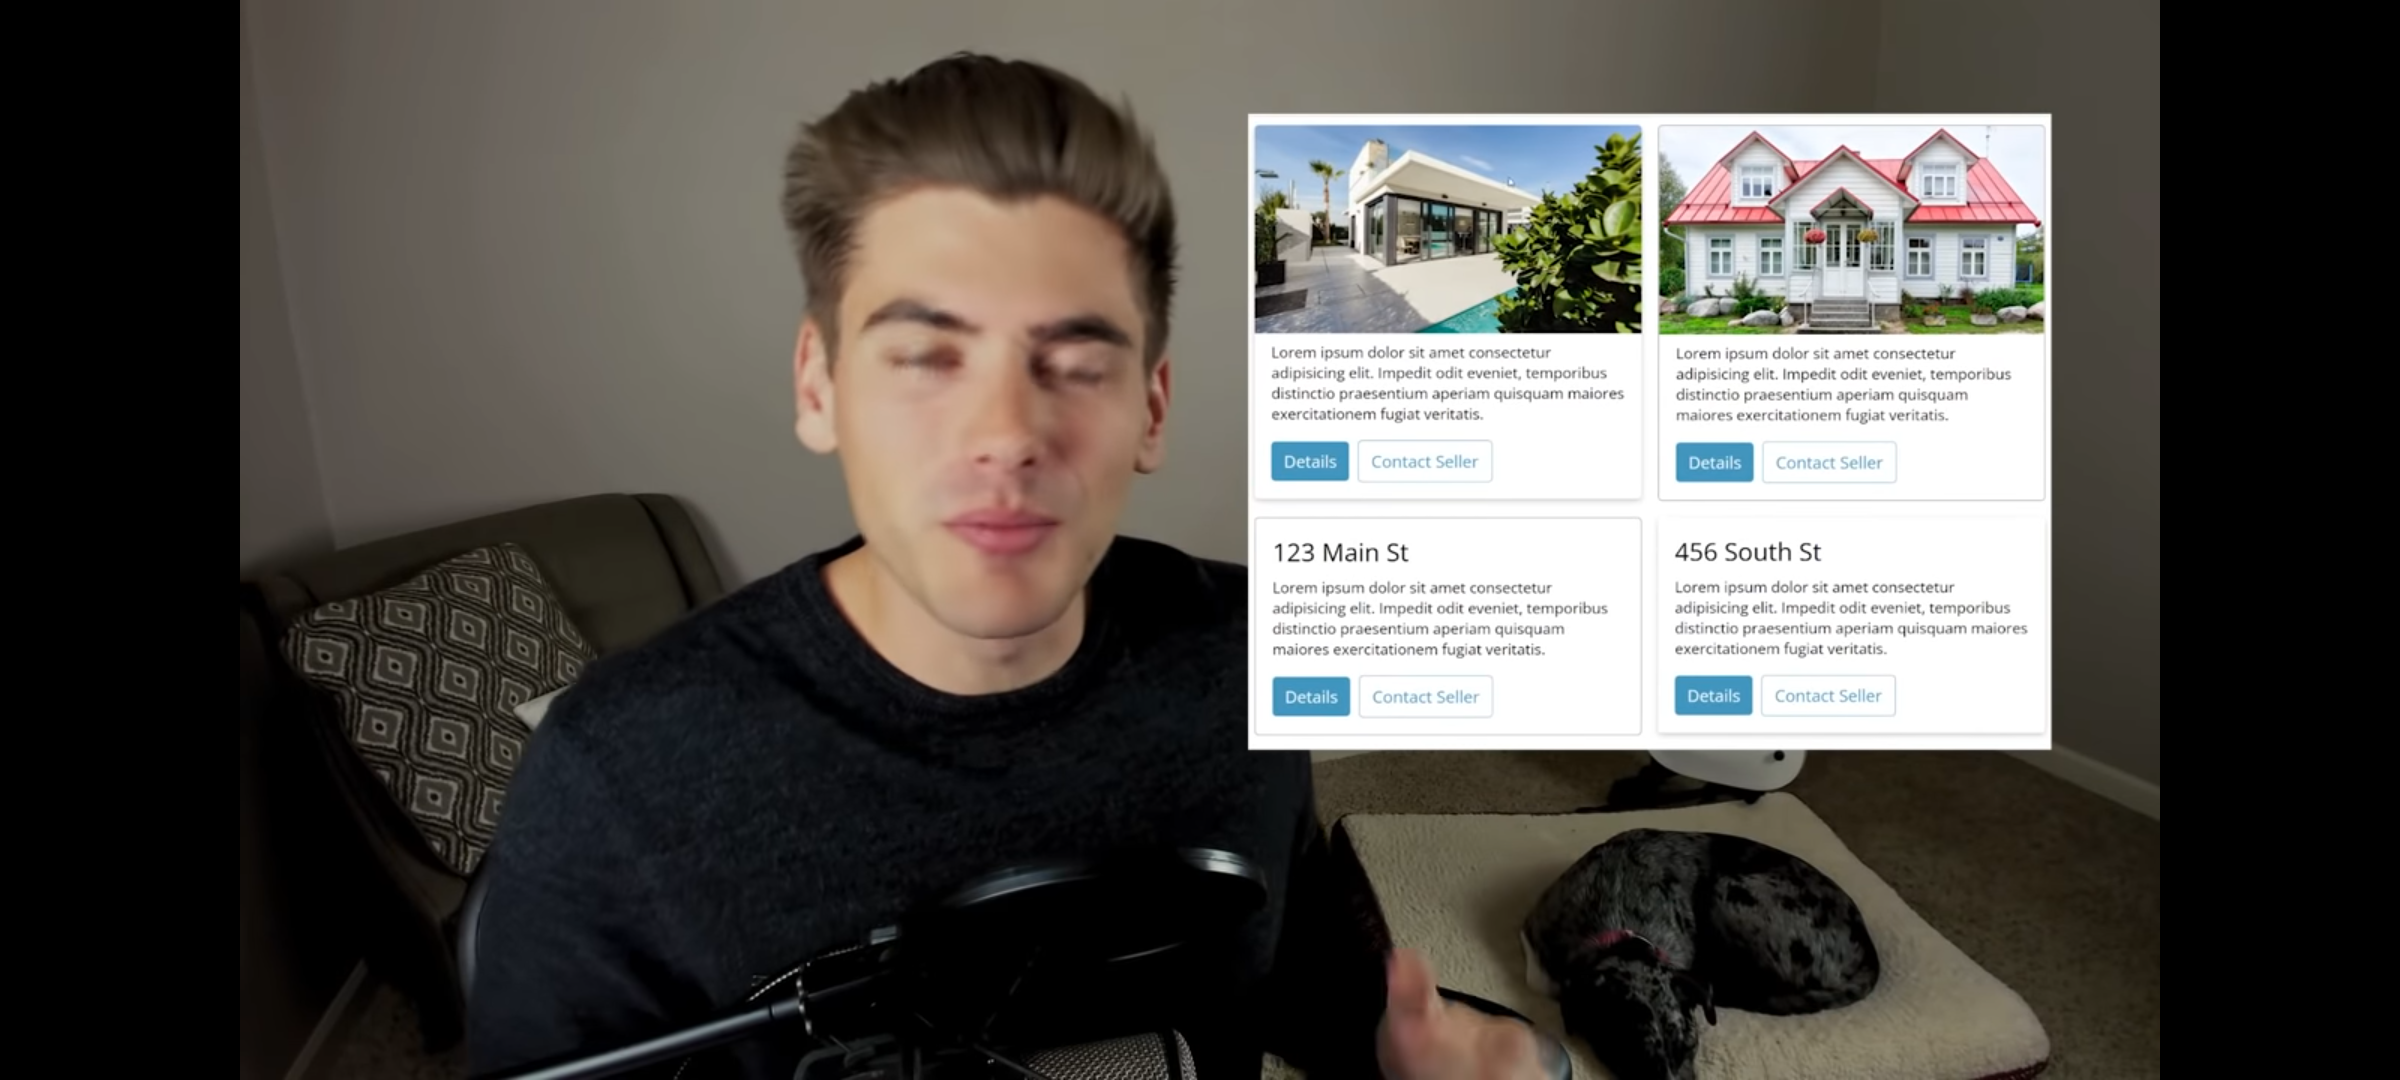 Lorem ipsum dolor sit amet consectetur
adipisicing elit. Impedit odit eveniet, temporibus
distinctio praesentium aperiam quisquam maiores
exercitationem fugiat veritatis.
Details
Contact Seller
Lorem ipsum dolor sit amet consectetur
adipisicing elit. Impedit odit eveniet, temporibus
distinctio praesentium aperiam quisquam
maiores exercitationem fugiat veritatis.
Details
Contact Seller
123 Main St
Lorem ipsum dolor sit amet consectetur
adipisicing elit. Impedit odit eveniet, temporibus
distinctio praesentium aperiam quisquam
maiores exercitationem fugiat veritatis.
Details
Contact Seller
456 South St
Lorem ipsum dolor sit amet consectetur
adipisicing elit. Impedit odit eveniet, temporibus
distinctio praesentium aperiam quisquam maiores
exercitationem fugiat veritatis.
Details
Contact Seller